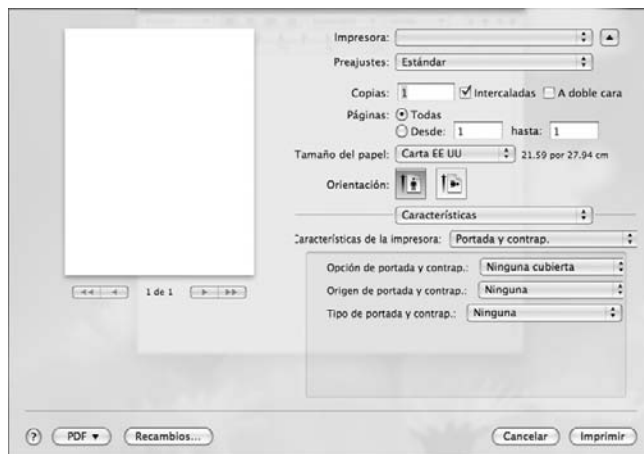 Impresora:
Preajustes: Estándar
Copias: 1 Intercaladas A doble cara
Páginas: Todas
Desde: 1 hasta: 1
Tamaño del papel: Carta EE UU 21.59 por 27.94 cm
Orientación:
Características
Características de la impresora: Portada y contrap.
Opción de portada y contrap.: Ninguna cubierta
Origen de portada y contrap.: Ninguna
Tipo de portada y contrap.: Ninguna
1 de 1
? PDF Recambios... Cancelar Imprimir